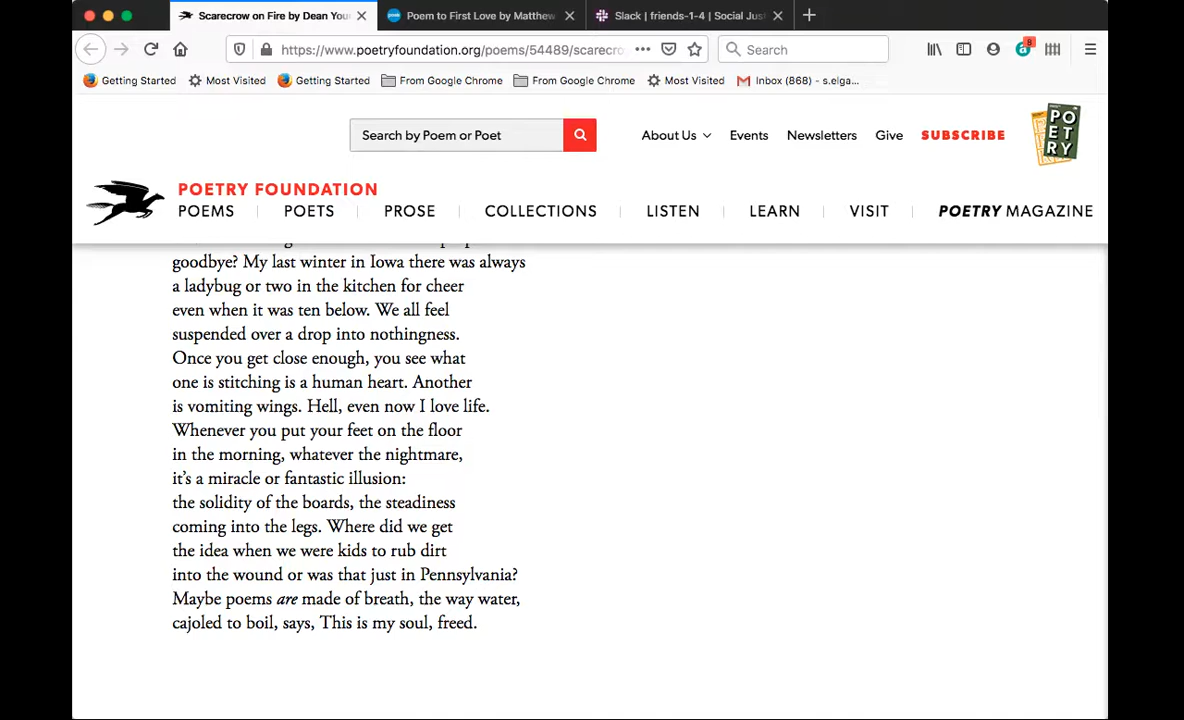 Scarecrow on Fire by Dean You
Poem to First Love by Matthew
Slack | friends-1-4 | Social Jus
https://www.poetryfoundation.org/poems/54489/scarecro
Search
8
Getting Started
Most Visited
Getting Started
From Google Chrome
From Google Chrome
Most Visited
Inbox (868) - s.elga...
Search by Poem or Poet
About Us
Events
Newsletters
Give
SUBSCRIBE
PO
ET
RY
POETRY FOUNDATION
POEMS
POETS
PROSE
COLLECTIONS
LISTEN
LEARN
VISIT
POETRY MAGAZINE
goodbye? My last winter in Iowa there was always
a ladybug or two in the kitchen for cheer
even when it was ten below. We all feel
suspended over a drop into nothingness.
Once you get close enough, you see what
one is stitching is a human heart. Another
is vomiting wings. Hell, even now I love life.
Whenever you put your feet on the floor
in the morning, whatever the nightmare,
it's a miracle or fantastic illusion:
the solidity of the boards, the steadiness
coming into the legs. Where did we get
the idea when we were kids to rub dirt
into the wound or was that just in Pennsylvania?
Maybe poems are made of breath, the way water,
cajoled to boil, says, This is my soul, freed.